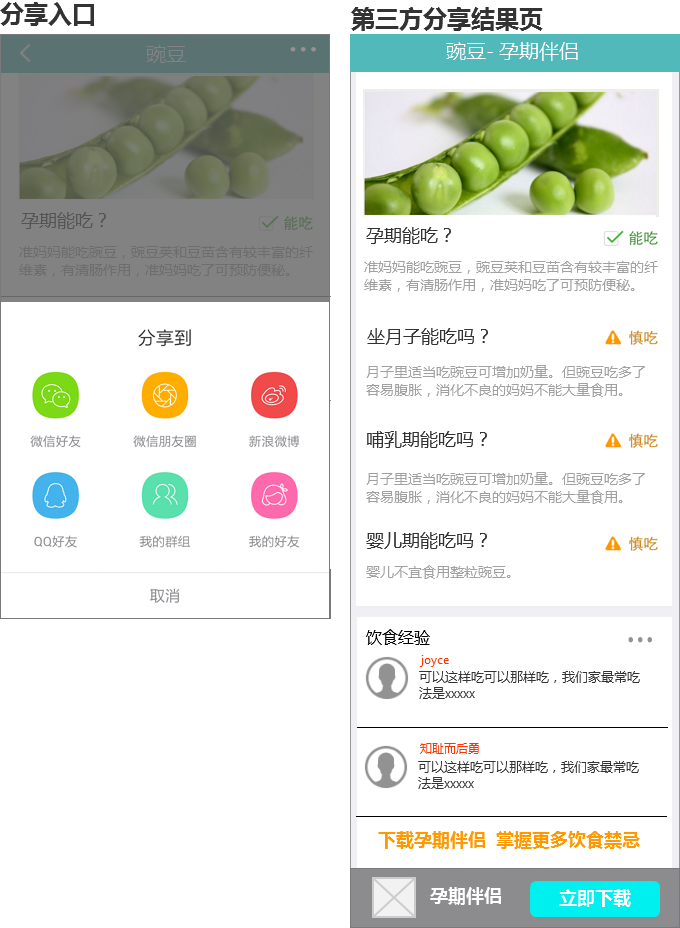 分享入口
豌豆
孕期能吃？
能吃
准妈妈能吃豌豆，豌豆荚和豆苗含有较丰富的纤
维素，有清肠作用，准妈妈吃了可预防便秘。
分享到
微信好友
微信朋友圈
新浪微博
QQ好友
我的群组
我的好友
取消
第三方分享结果页
豌豆- 孕期伴侣
孕期能吃？
能吃
准妈妈能吃豌豆，豌豆荚和豆苗含有较丰富的纤
维素，有清肠作用，准妈妈吃了可预防便秘。
坐月子能吃吗？
慎吃
月子里适当吃豌豆可增加奶量。但豌豆吃多了
容易腹胀，消化不良的妈妈不能大量食用。
哺乳期能吃吗？
慎吃
月子里适当吃豌豆可增加奶量。但豌豆吃多了
容易腹胀，消化不良的妈妈不能大量食用。
婴儿期能吃吗？
慎吃
婴儿不宜食用整粒豌豆。
饮食经验
joyce
可以这样吃可以那样吃，我们家最常吃
法是xxxxx
知耻而后勇
可以这样吃可以那样吃，我们家最常吃
法是xxxxx
下载孕期伴侣 掌握更多饮食禁忌
孕期伴侣
立即下载